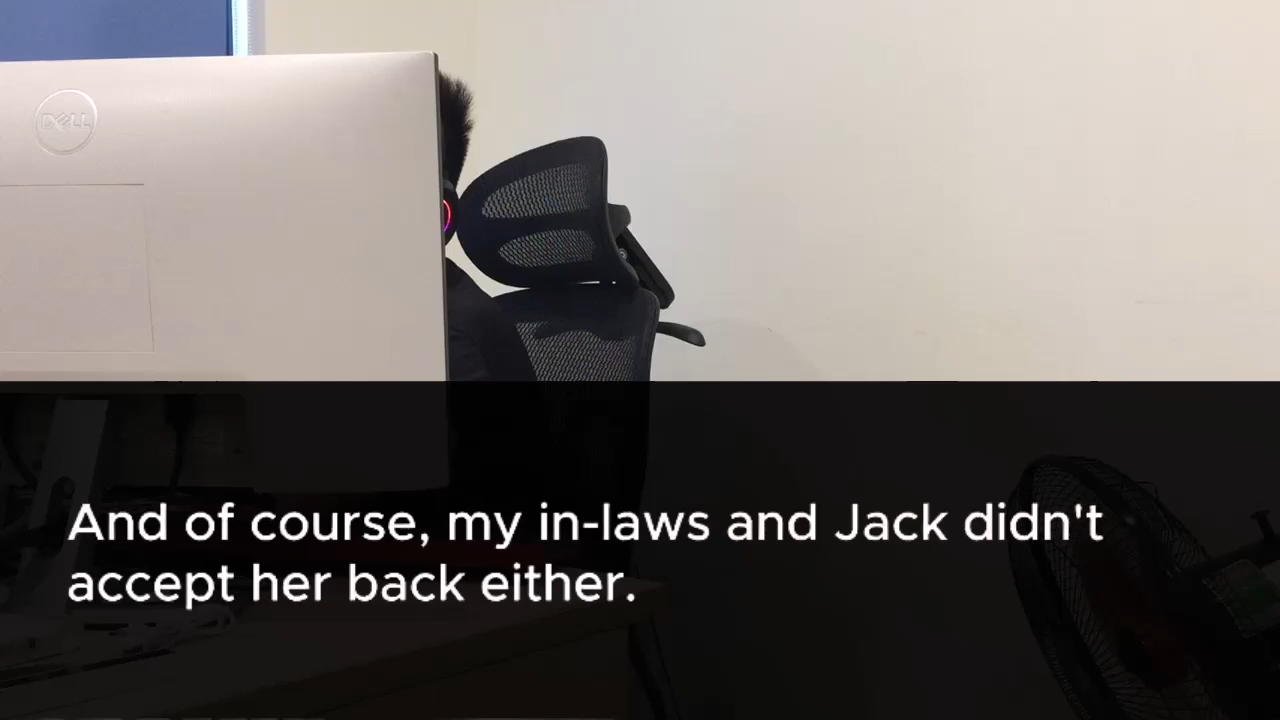 DELL
And of course, my in-laws and Jack didn't
accept her back either.